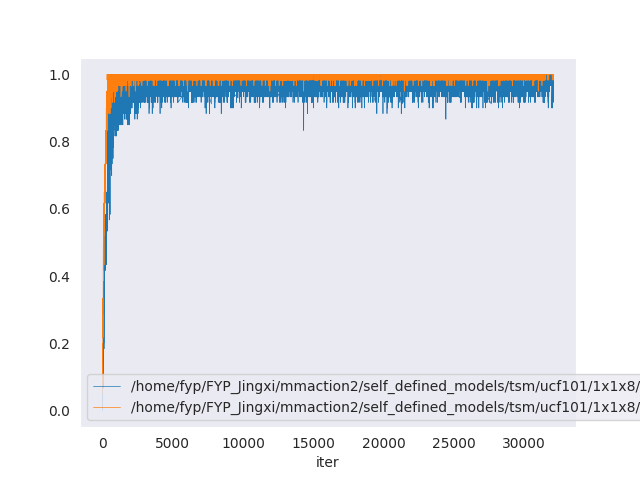 1.0
0.8
0.6
0.4
0.2
0.0
/home/fyp/FYP_Jingxi/mmaction2/self_defined_models/tsm/ucf101/1x1x8/
/home/fyp/FYP_Jingxi/mmaction2/self_defined_models/tsm/ucf101/1x1x8/
0 5000 10000 15000 20000 25000 30000
iter